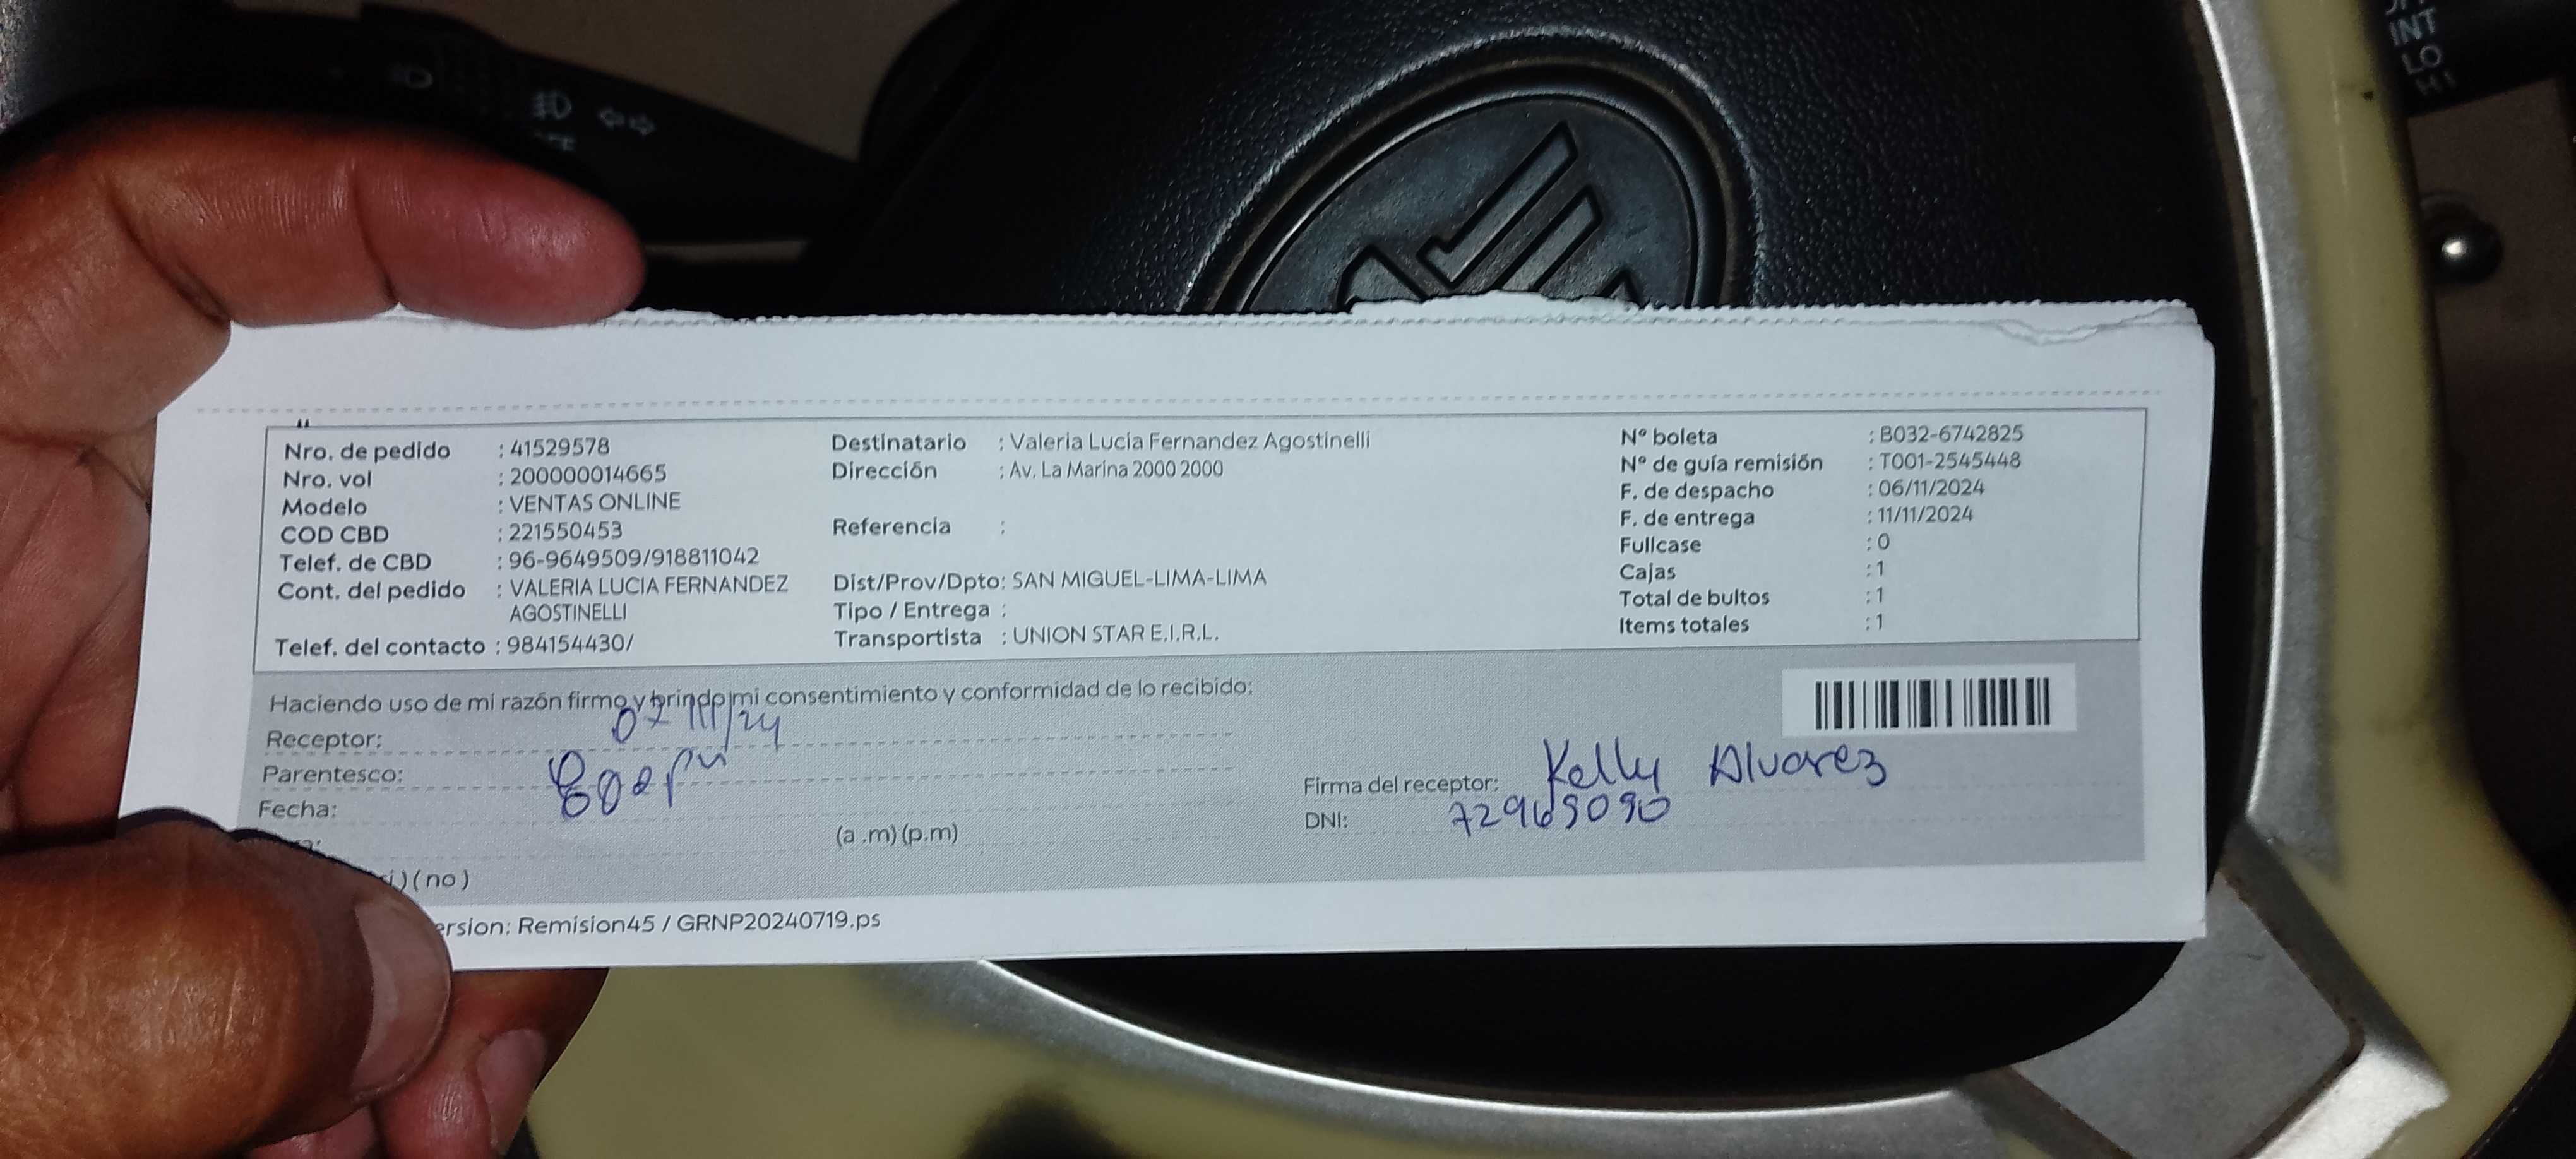 INT
LO
HI
Nro. de pedido : 41529578
Nro. vol : 200000014665
Modelo : VENTAS ONLINE
COD CBD : 221550453
Telef. de CBD : 96-9649509/918811042
Cont. del pedido : VALERIA LUCIA FERNANDEZ
AGOSTINELLI
Telef. del contacto : 984154430/
Destinatario : Valeria Lucia Fernandez Agostinelli
Dirección : Av. La Marina 2000 2000
Referencia :
Dist/Prov/Dpto: SAN MIGUEL-LIMA-LIMA
Tipo / Entrega :
Transportista : UNION STAR E.I.R.L.
Nº boleta : B032-6742825
Nº de guía remisión : T001-2545448
F. de despacho : 06/11/2024
F. de entrega : 11/11/2024
Fullcase : 0
Cajas : 1
Total de bultos : 1
Items totales : 1
Haciendo uso de mi razón firmo y brindo mi consentimiento y conformidad de lo recibido:
Receptor:
Parentesco:
Fecha:
(a .m) (p.m)
Firma del receptor: Kelly Alvarez
DNI: 72969090
) ( no )
ersion: Remision45 / GRNP20240719.ps